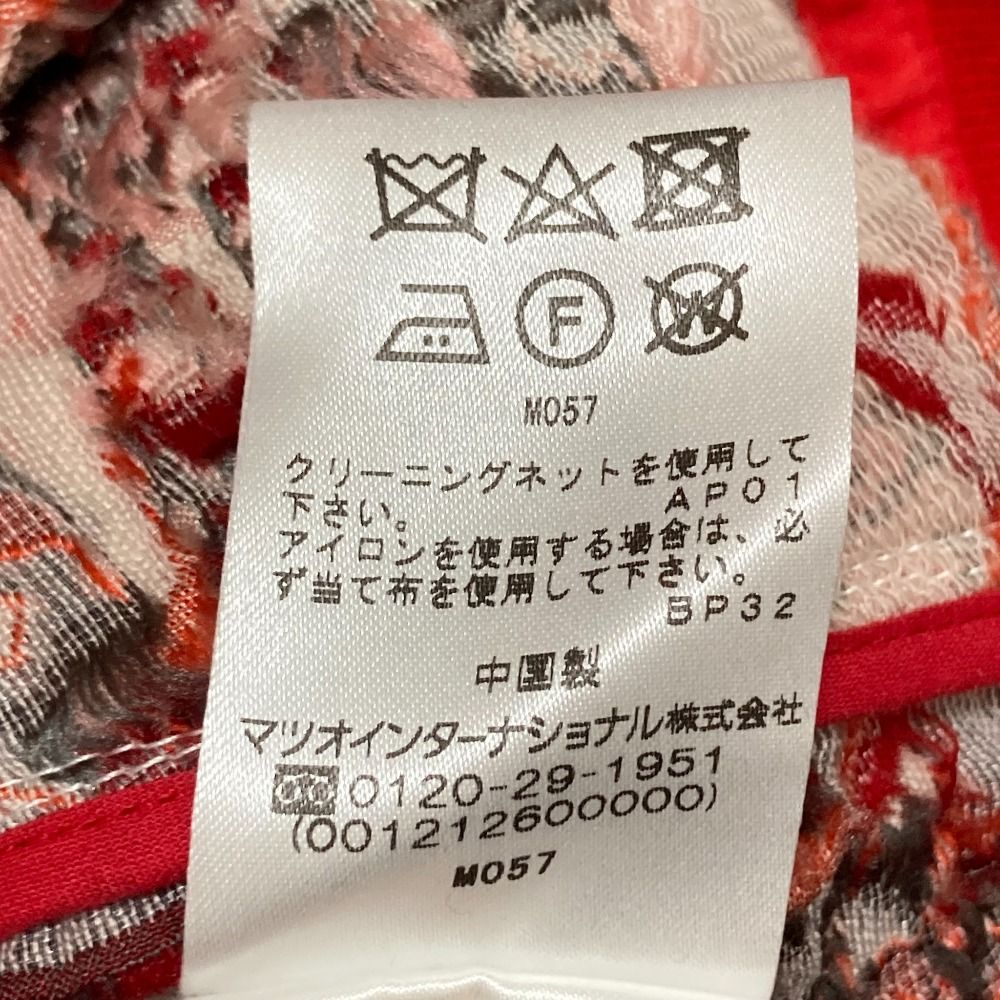 F
W
M057
クリーニングネットを使用して
下さい。 AP01
アイロンを使用する場合は、必
ず当て布を使用して下さい。
BP32
中国製
マツオインターナショナル株式会社
0120-29-1951
(001212600000)
M057